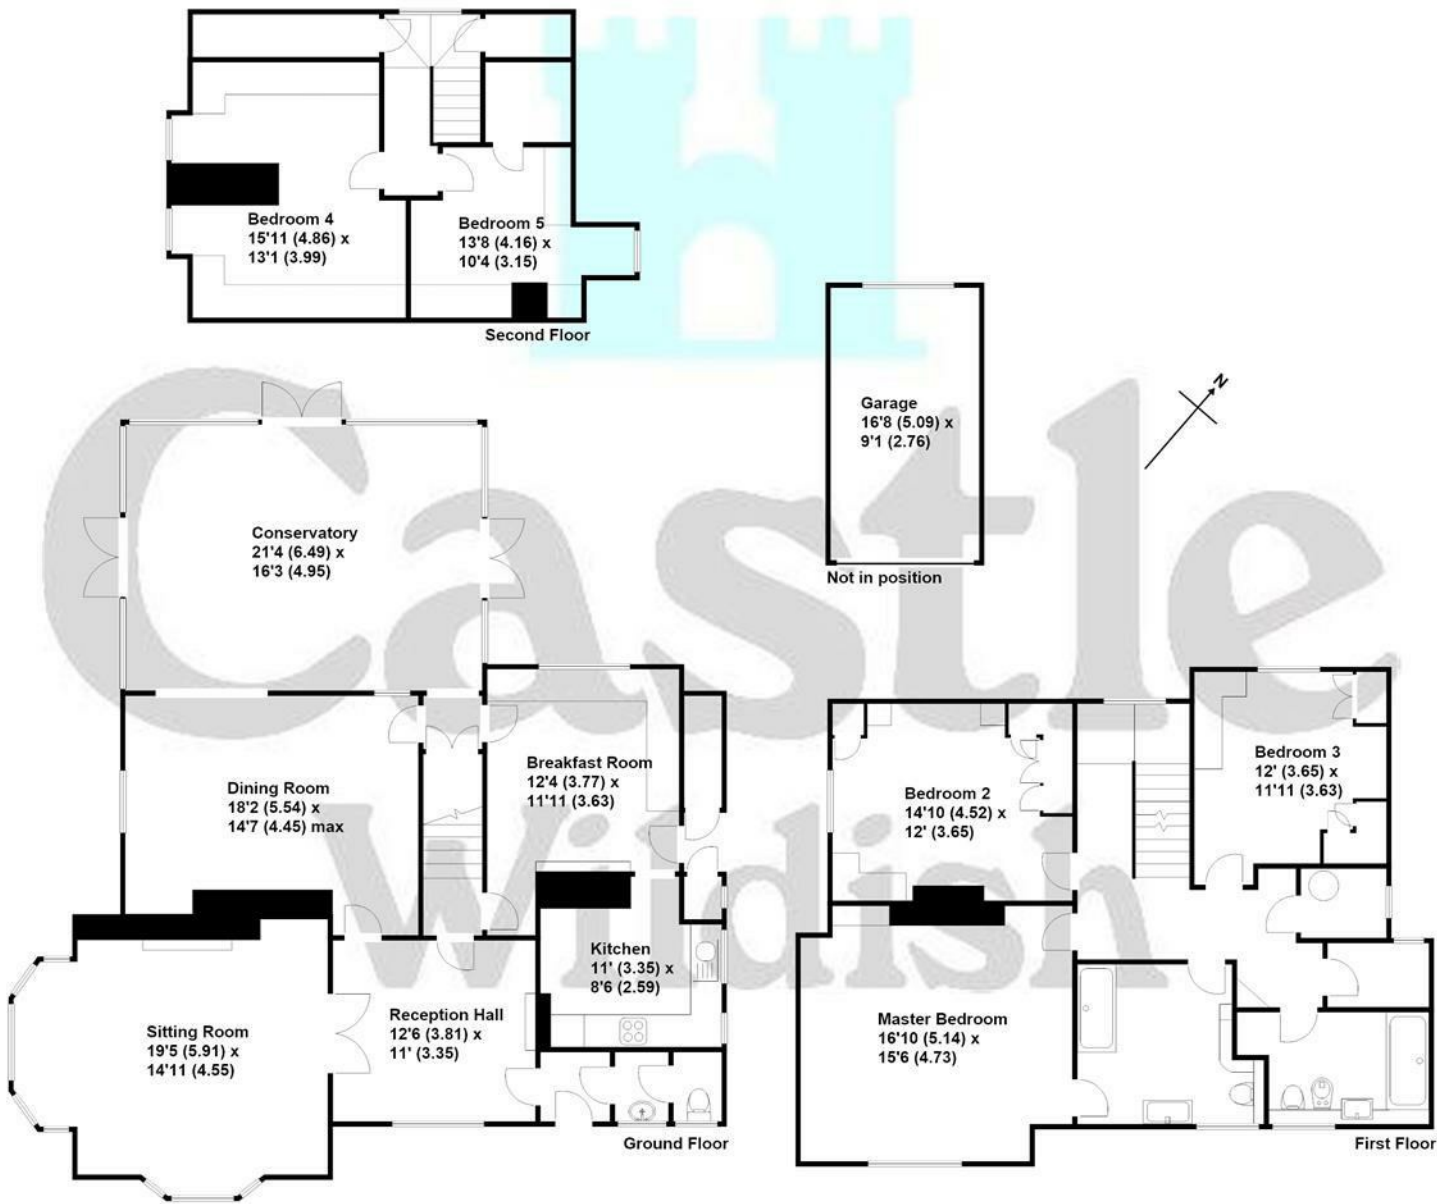 Bedroom 4
15'11 (4.86) x
13'1 (3.99)
Bedroom 5
13'8 (4.16) x
10'4 (3.15)
Second Floor
Garage
16'8 (5.09) x
9'1 (2.76)
Not in position
N
Castle
Wildish
Conservatory
21'4 (6.49) x
16'3 (4.95)
Dining Room
18'2 (5.54) x
14'7 (4.45) max
Breakfast Room
12'4 (3.77) x
11'11 (3.63)
Kitchen
11' (3.35) x
8'6 (2.59)
Sitting Room
19'5 (5.91) x
14'11 (4.55)
Reception Hall
12'6 (3.81) x
11' (3.35)
Ground Floor
Bedroom 2
14'10 (4.52) x
12' (3.65)
Bedroom 3
12' (3.65) x
11'11 (3.63)
Master Bedroom
16'10 (5.14) x
15'6 (4.73)
First Floor